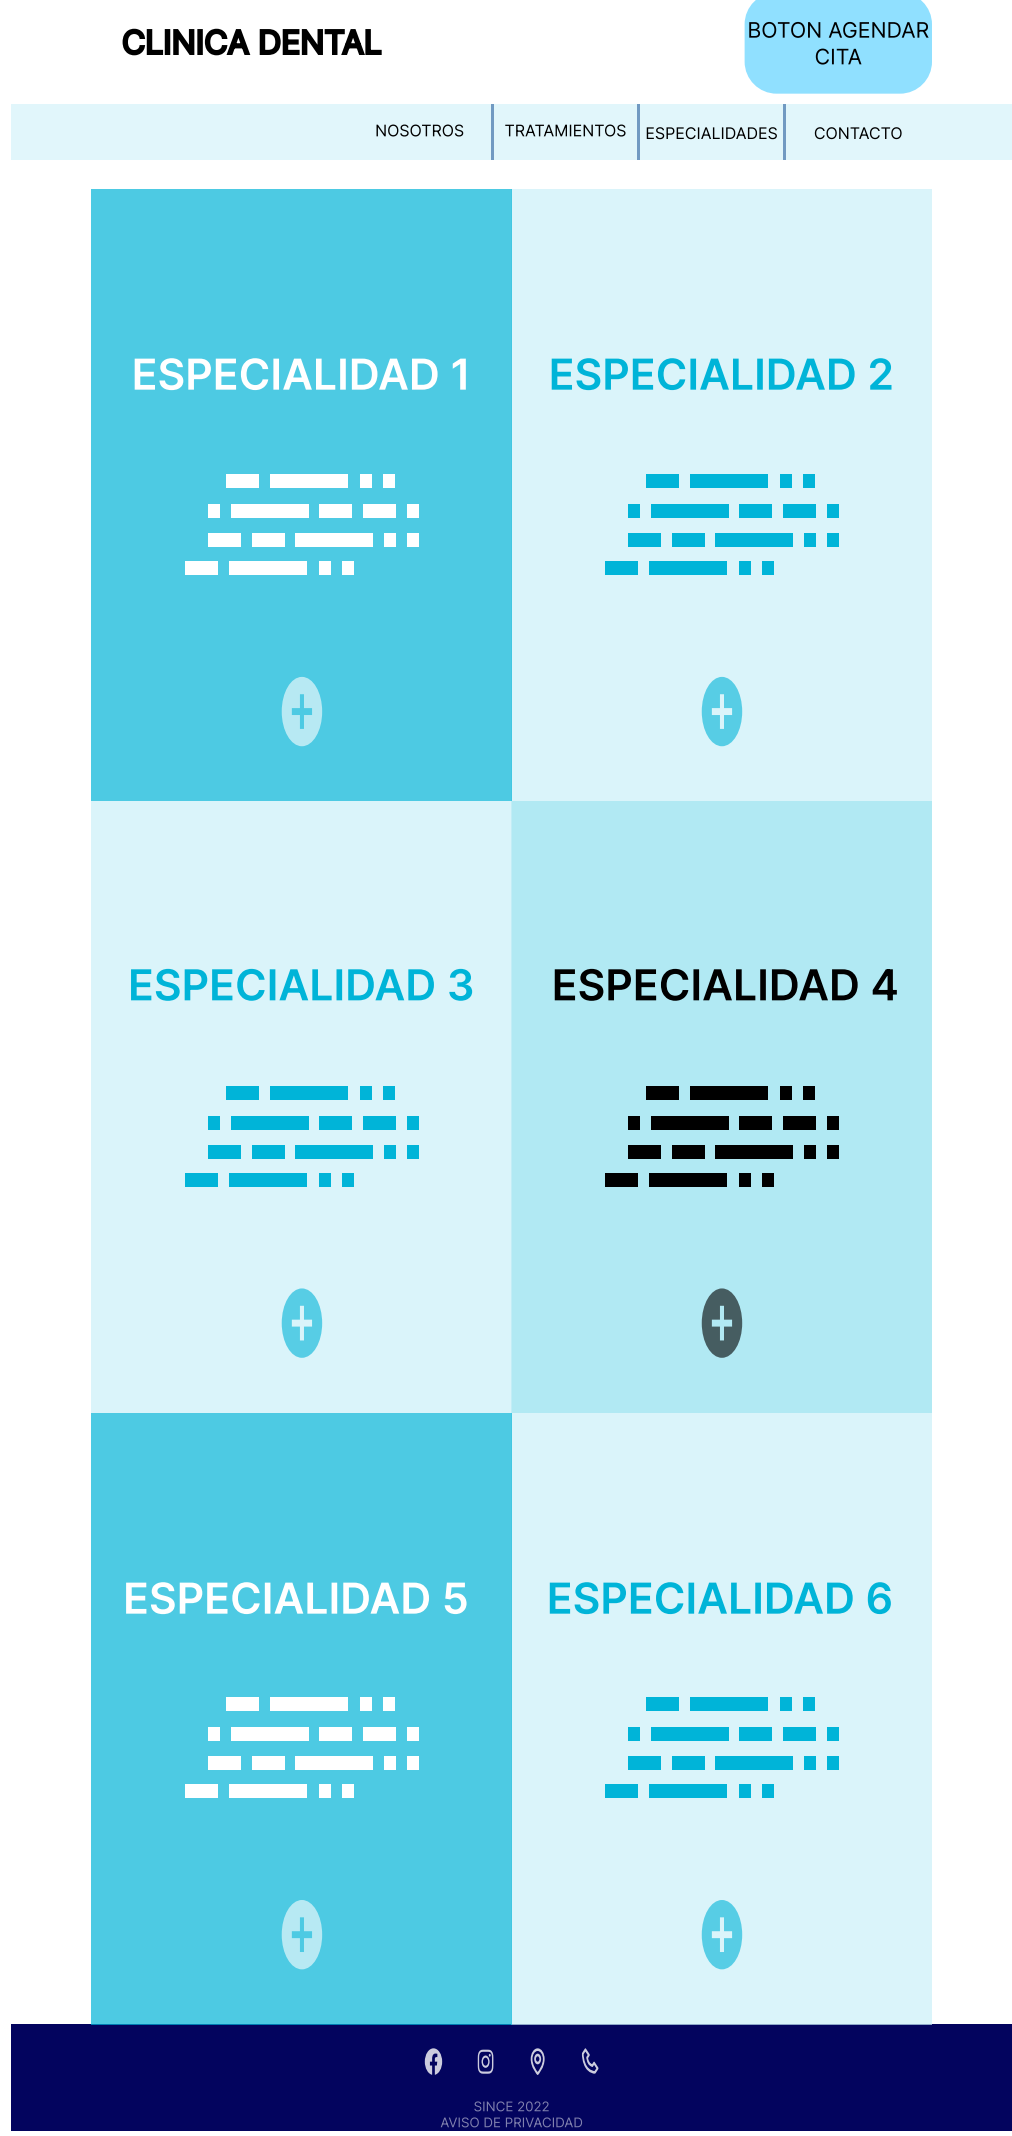 CLINICA DENTAL
BOTON AGENDAR
CITA
NOSOTROS
TRATAMIENTOS
ESPECIALIDADES
CONTACTO
ESPECIALIDAD 1
ESPECIALIDAD 2
ESPECIALIDAD 3
ESPECIALIDAD 4
ESPECIALIDAD 5
ESPECIALIDAD 6
SINCE 2022
AVISO DE PRIVACIDAD